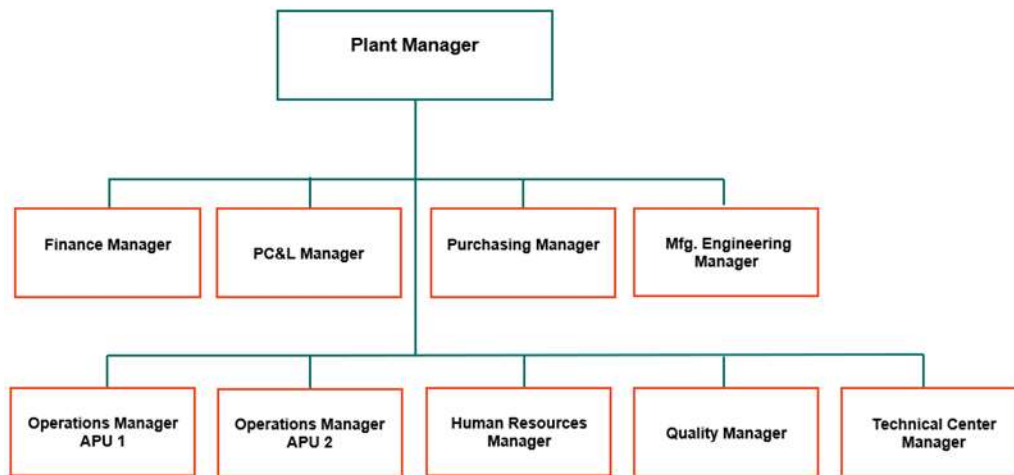 Plant Manager
Finance Manager
PC&L Manager
Purchasing Manager
Mfg. Engineering
Manager
Operations Manager
APU 1
Operations Manager
APU 2
Human Resources
Manager
Quality Manager
Technical Center
Manager